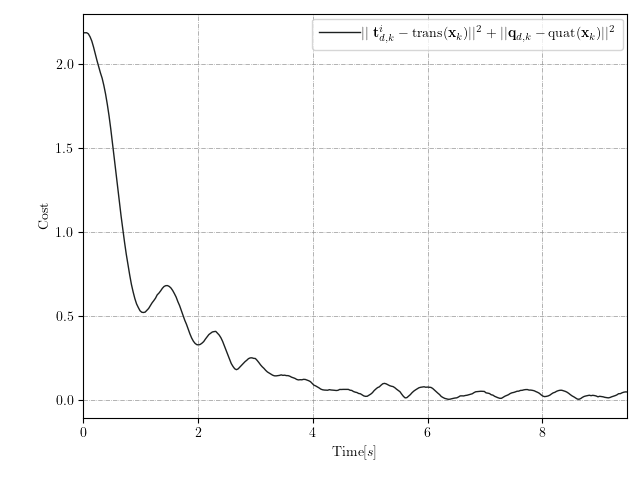 || t^i_{d,k} − trans(x_k)||² + ||q_{d,k} − quat(x_k)||²
2.0
1.5
1.0
0.5
0.0
Cost
0 2 4 6 8
Time[s]